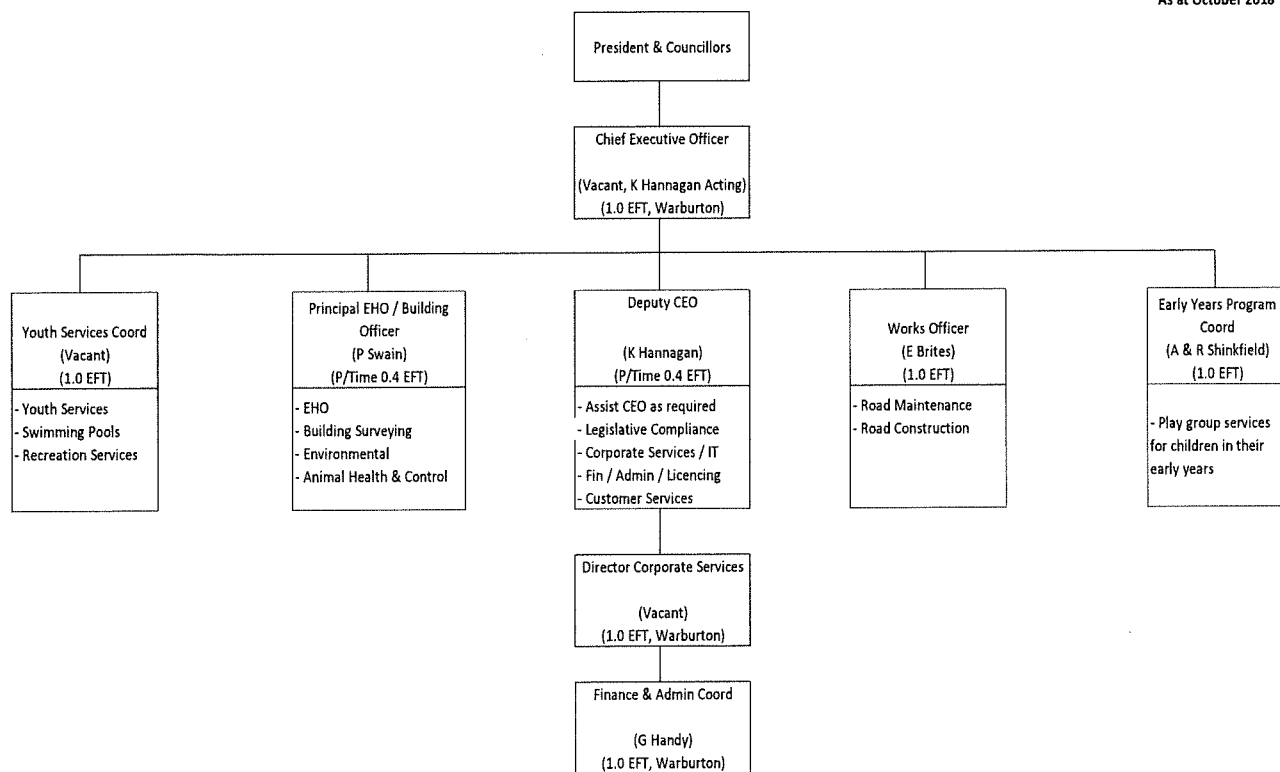 As at October 2018
President & Councillors
Chief Executive Officer
(Vacant, K Hannagan Acting)
(1.0 EFT, Warburton)
Youth Services Coord
(Vacant)
(1.0 EFT)
- Youth Services
- Swimming Pools
- Recreation Services
Principal EHO / Building
Officer
(P Swain)
(P/Time 0.4 EFT)
- EHO
- Building Surveying
- Environmental
- Animal Health & Control
Deputy CEO
(K Hannagan)
(P/Time 0.4 EFT)
- Assist CEO as required
- Legislative Compliance
- Corporate Services / IT
- Fin / Admin / Licencing
- Customer Services
Works Officer
(E Brites)
(1.0 EFT)
- Road Maintenance
- Road Construction
Early Years Program
Coord
(A & R Shinkfield)
(1.0 EFT)
- Play group services
for children in their
early years
Director Corporate Services
(Vacant)
(1.0 EFT, Warburton)
Finance & Admin Coord
(G Handy)
(1.0 EFT, Warburton)